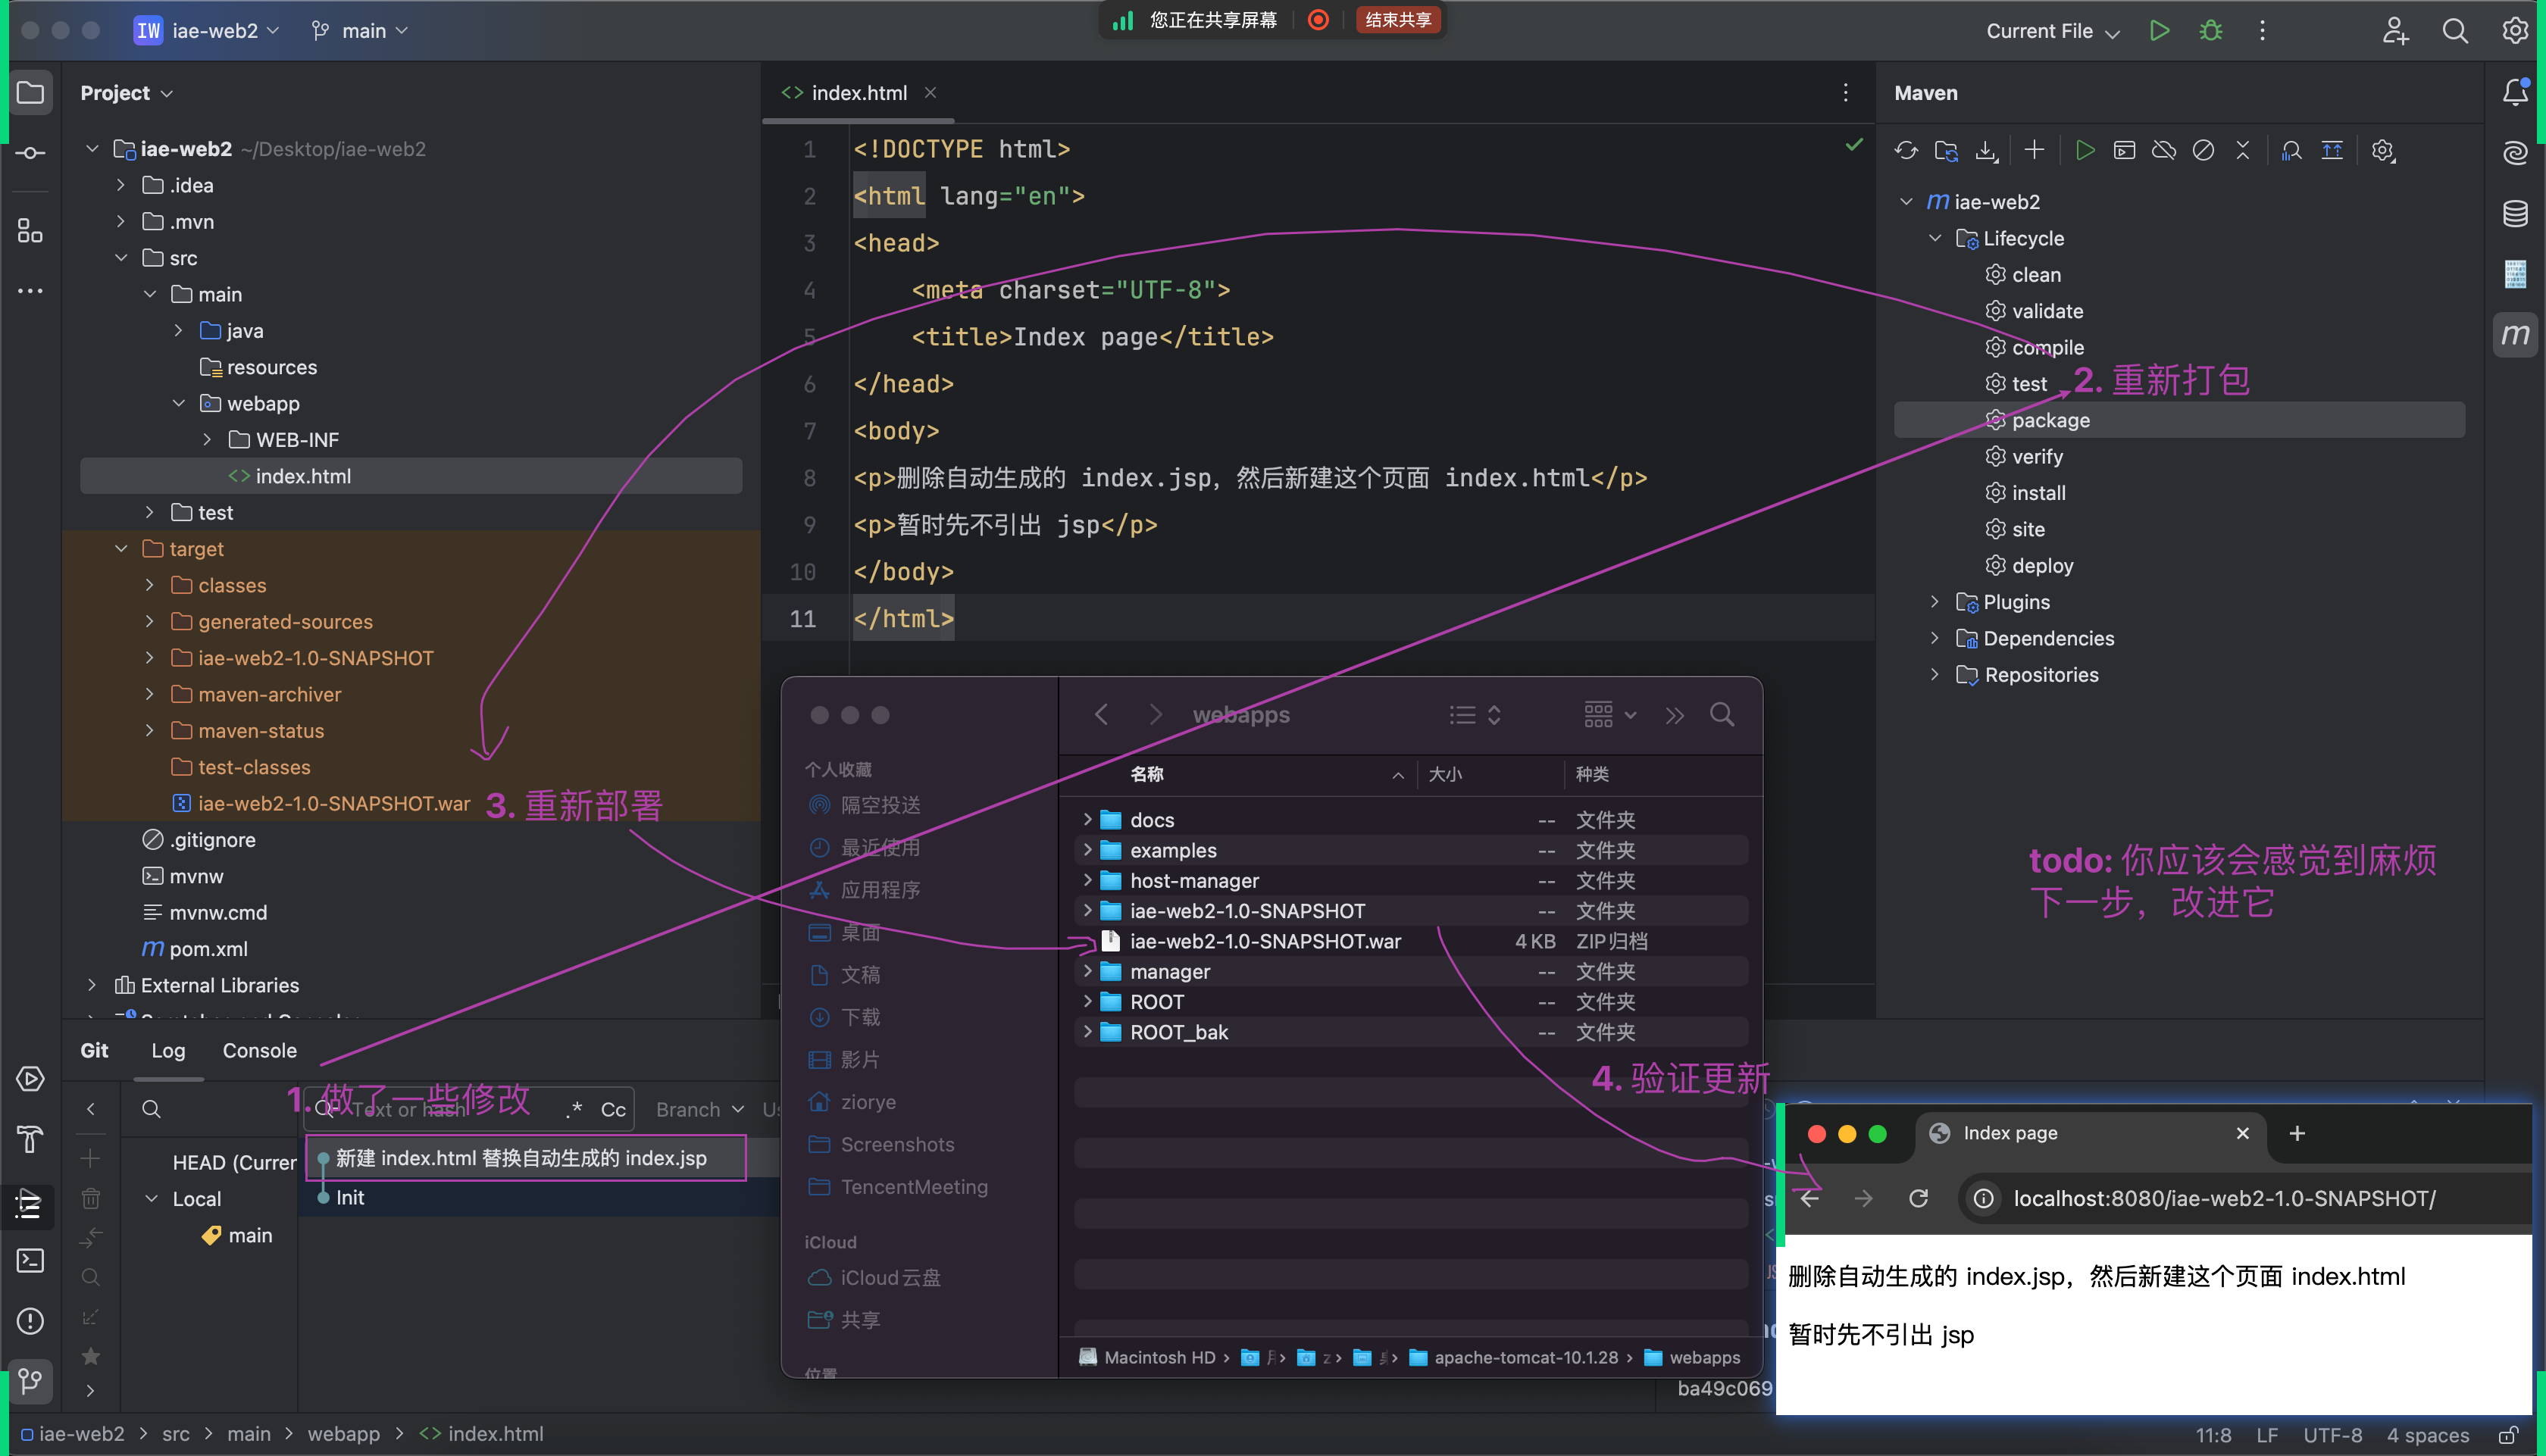 IW iae-web2
main
您正在共享屏幕
结束共享
Current File
Project
iae-web2 ~/Desktop/iae-web2
.idea
.mvn
src
main
java
resources
webapp
WEB-INF
index.html
test
target
classes
generated-sources
iae-web2-1.0-SNAPSHOT
maven-archiver
maven-status
test-classes
iae-web2-1.0-SNAPSHOT.war
3. 重新部署
.gitignore
mvnw
mvnw.cmd
pom.xml
External Libraries
index.html
1 <!DOCTYPE html>
2 <html lang="en">
3 <head>
4 <meta charset="UTF-8">
5 <title>Index page</title>
6 </head>
7 <body>
8 <p>删除自动生成的 index.jsp，然后新建这个页面 index.html</p>
9 <p>暂时先不引出 jsp</p>
10 </body>
11 </html>
Maven
iae-web2
Lifecycle
clean
validate
compile
test
2. 重新打包
package
verify
install
site
deploy
Plugins
Dependencies
Repositories
todo: 你应该会感觉到麻烦
下一步，改进它
webapps
个人收藏
隔空投送
最近使用
应用程序
桌面
文稿
下载
影片
ziorye
Screenshots
TencentMeeting
iCloud
iCloud云盘
共享
位置
名称 大小 种类
docs -- 文件夹
examples -- 文件夹
host-manager -- 文件夹
iae-web2-1.0-SNAPSHOT -- 文件夹
iae-web2-1.0-SNAPSHOT.war 4 KB ZIP归档
manager -- 文件夹
ROOT -- 文件夹
ROOT_bak -- 文件夹
Macintosh HD › › z › › apache-tomcat-10.1.28 › webapps
4. 验证更新
Git Log Console
1. 做了一些修改
Text or hash .* Cc Branch
HEAD (Currer
Local
main
新建 index.html 替换自动生成的 index.jsp
Init
ba49c069
Index page
localhost:8080/iae-web2-1.0-SNAPSHOT/
删除自动生成的 index.jsp，然后新建这个页面 index.html
暂时先不引出 jsp
iae-web2 > src > main > webapp > index.html
11:8 LF UTF-8 4 spaces